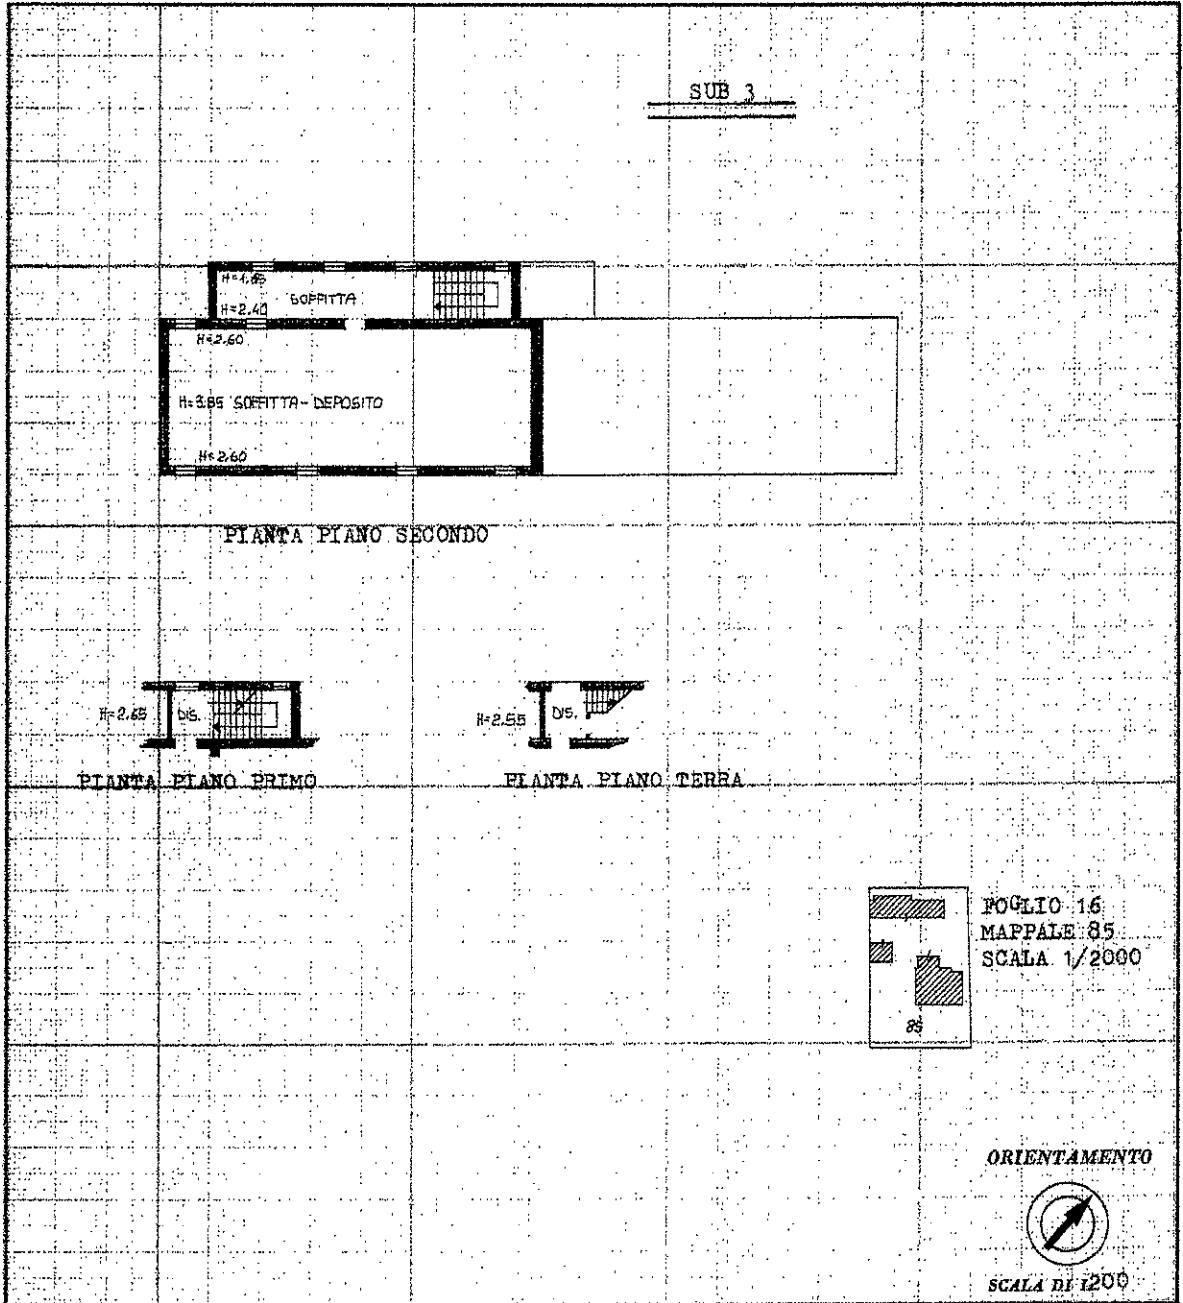 SUB 3
H=1.85
SOFFITTA
H=2.40
H=2.60
H=3.85 SOFFITTA-DEPOSITO
H=2.60
PIANTA PIANO SECONDO
H=2.65
DIS.
H=2.55
DIS.
PIANTA PIANO PRIMO
PIANTA PIANO TERRA
FOGLIO 16
MAPPALE 85
SCALA 1/2000
85
ORIENTAMENTO
SCALA DI 1200